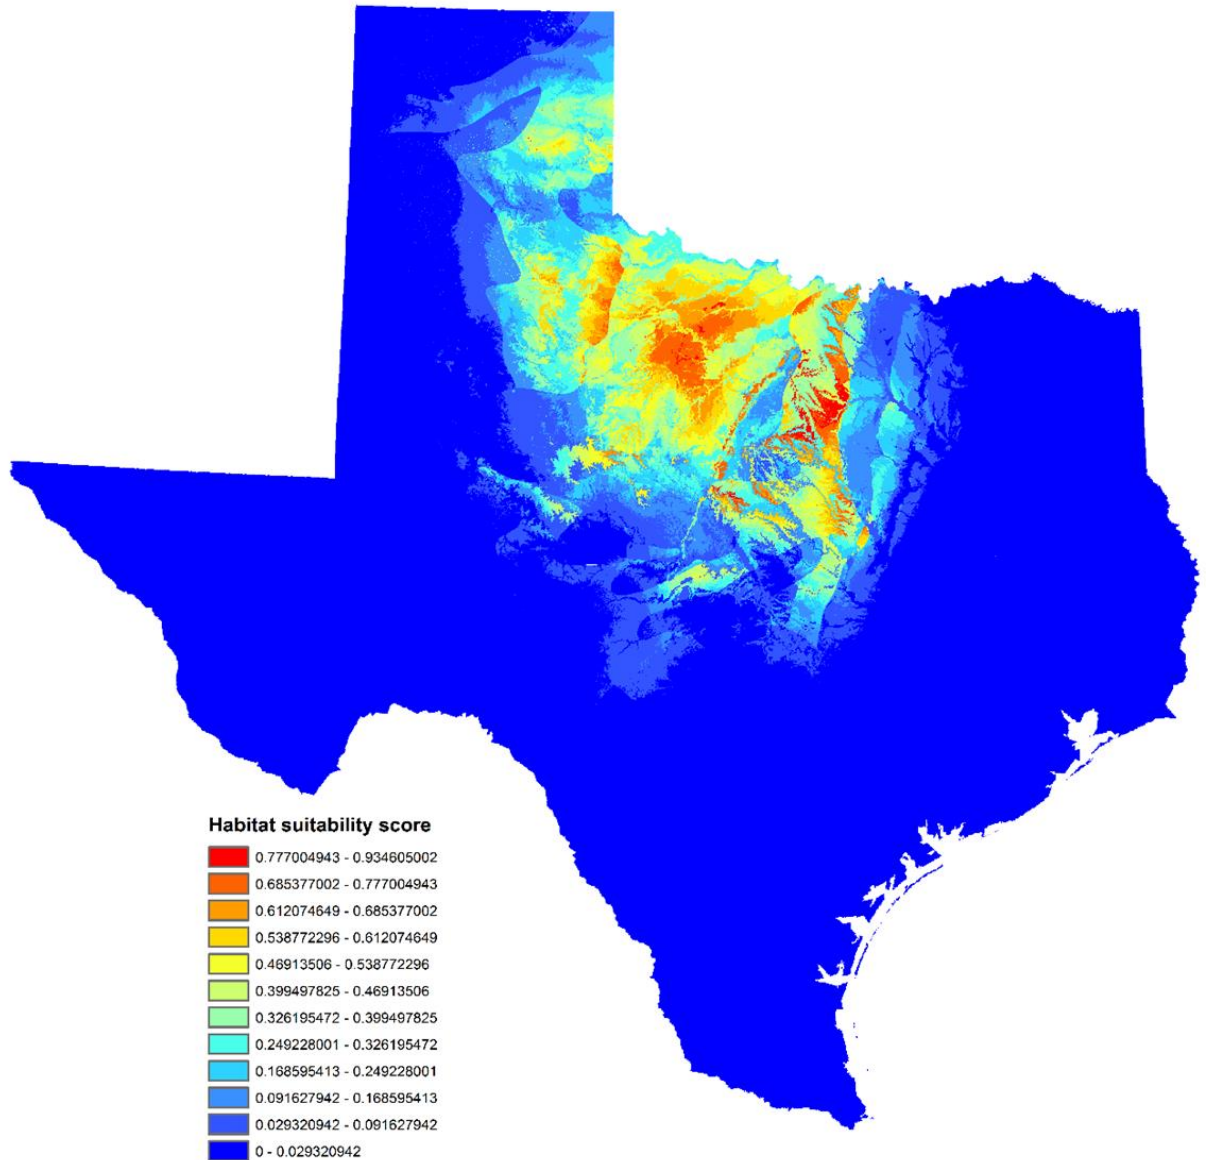 Habitat suitability score
0.777004943 - 0.934605002
0.685377002 - 0.777004943
0.612074649 - 0.685377002
0.538772296 - 0.612074649
0.46913506 - 0.538772296
0.399497825 - 0.46913506
0.326195472 - 0.399497825
0.249228001 - 0.326195472
0.168595413 - 0.249228001
0.091627942 - 0.168595413
0.029320942 - 0.091627942
0 - 0.029320942